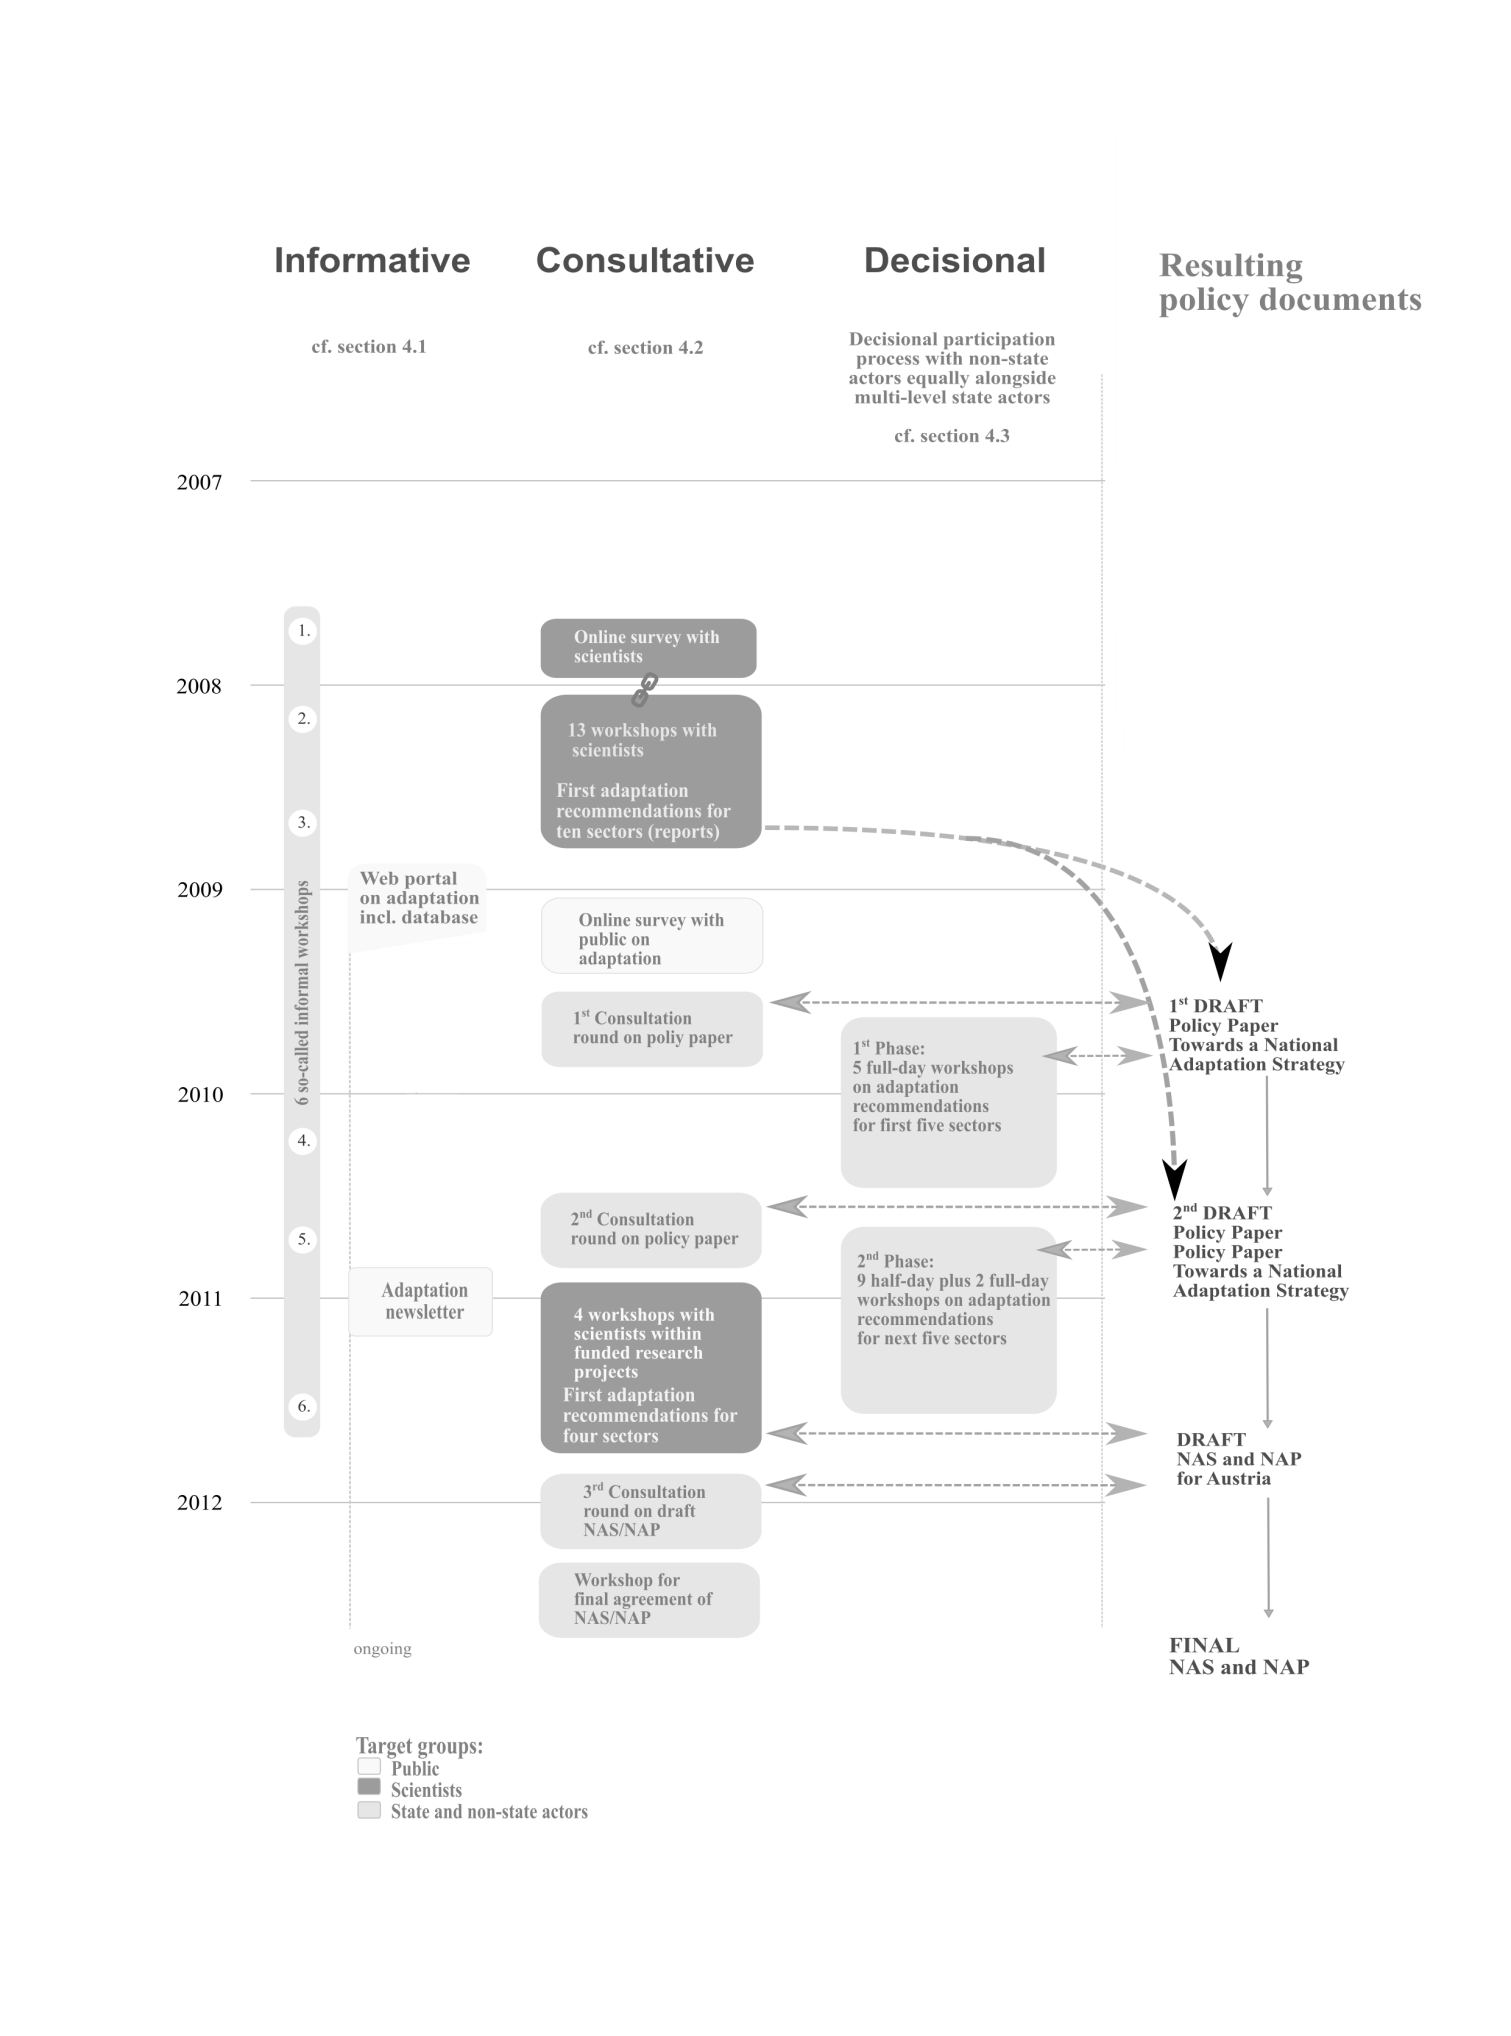 Informative
Consultative
Decisional
Resulting
policy documents
cf. section 4.1
cf. section 4.2
Decisional participation
process with non-state
actors equally alongside
multi-level state actors
cf. section 4.3
2007
2008
2009
2010
2011
2012
1.
2.
3.
6 so-called informal workshops
4.
5.
6.
Web portal
on adaptation
incl. database
Adaptation
newsletter
ongoing
Online survey with
scientists
13 workshops with
scientists
First adaptation
recommendations for
ten sectors (reports)
Online survey with
public on
adaptation
1st Consultation
round on poliy paper
2nd Consultation
round on policy paper
4 workshops with
scientists within
funded research
projects
First adaptation
recommendations for
four sectors
3rd Consultation
round on draft
NAS/NAP
Workshop for
final agreement of
NAS/NAP
1st Phase:
5 full-day workshops
on adaptation
recommendations
for first five sectors
2nd Phase:
9 half-day plus 2 full-day
workshops on adaptation
recommendations
for next five sectors
1st DRAFT
Policy Paper
Towards a National
Adaptation Strategy
2nd DRAFT
Policy Paper
Policy Paper
Towards a National
Adaptation Strategy
DRAFT
NAS and NAP
for Austria
FINAL
NAS and NAP
Target groups:
Public
Scientists
State and non-state actors